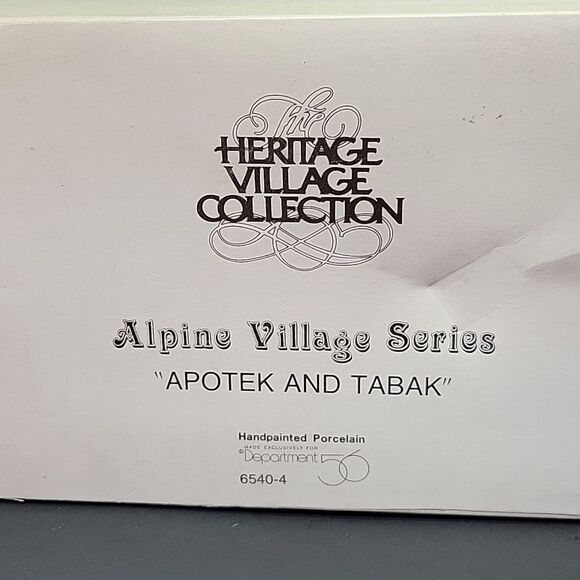 The
HERITAGE
VILLAGE
COLLECTION
Alpine Village Series
"APOTEK AND TABAK"
Handpainted Porcelain
MADE EXCLUSIVELY FOR
©Department 56
6540-4